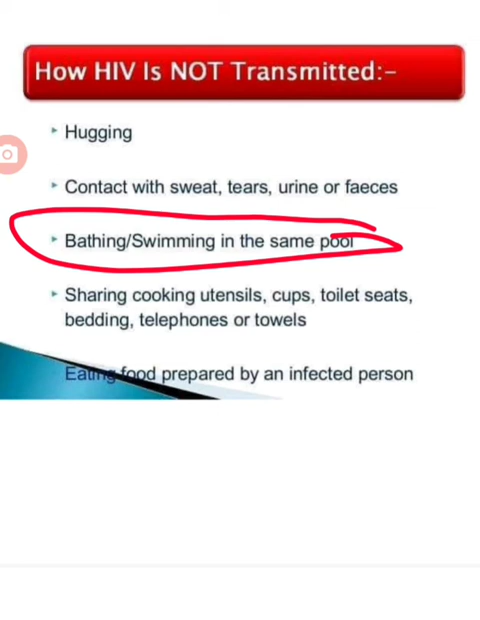 How HIV Is NOT Transmitted:-
Hugging
Contact with sweat, tears, urine or faeces
Bathing/Swimming in the same pool
Sharing cooking utensils, cups, toilet seats,
bedding, telephones or towels
Eating food prepared by an infected person